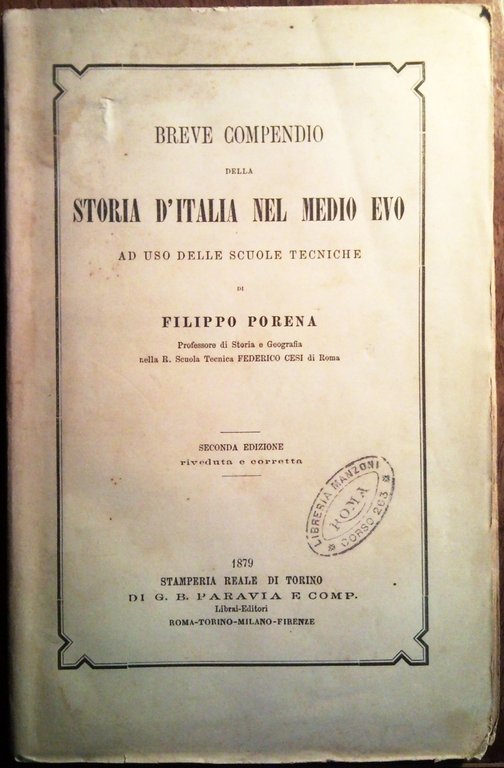 BREVE COMPENDIO
DELLA
STORIA D'ITALIA NEL MEDIO EVO
AD USO DELLE SCUOLE TECNICHE
DI
FILIPPO PORENA
Professore di Storia e Geografia
nella R. Scuola Tecnica FEDERICO CESI di Roma
SECONDA EDIZIONE
riveduta e corretta
LIBRERIA MANZONI
ROMA
* CORSO 263 *
1879
STAMPERIA REALE DI TORINO
DI G. B. PARAVIA E COMP.
Librai-Editori
ROMA-TORINO-MILANO-FIRENZE